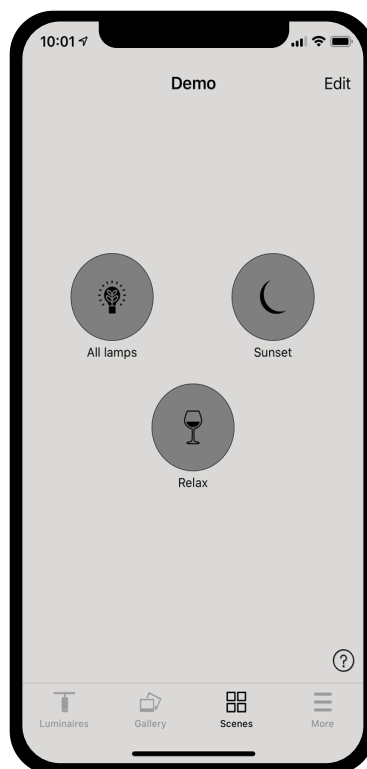 10:01
Demo Edit
All lamps Sunset
Relax
?
Luminaires Gallery Scenes More